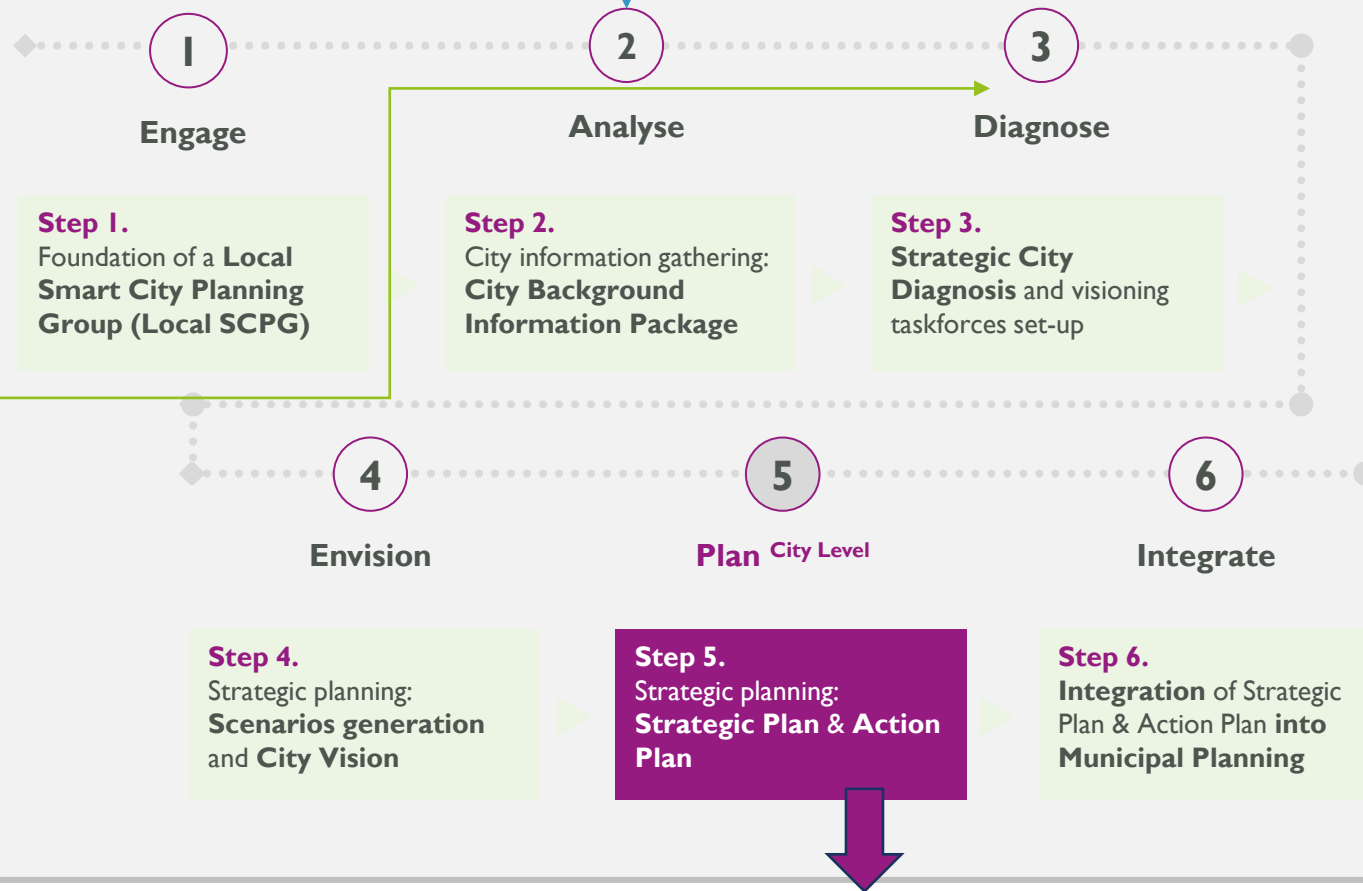 1
2
3
Engage
Analyse
Diagnose
Step 1.
Foundation of a Local
Smart City Planning
Group (Local SCPG)
Step 2.
City information gathering:
City Background
Information Package
Step 3.
Strategic City
Diagnosis and visioning
taskforces set-up
4
5
6
Envision
Plan City Level
Integrate
Step 4.
Strategic planning:
Scenarios generation
and City Vision
Step 5.
Strategic planning:
Strategic Plan & Action
Plan
Step 6.
Integration of Strategic
Plan & Action Plan into
Municipal Planning